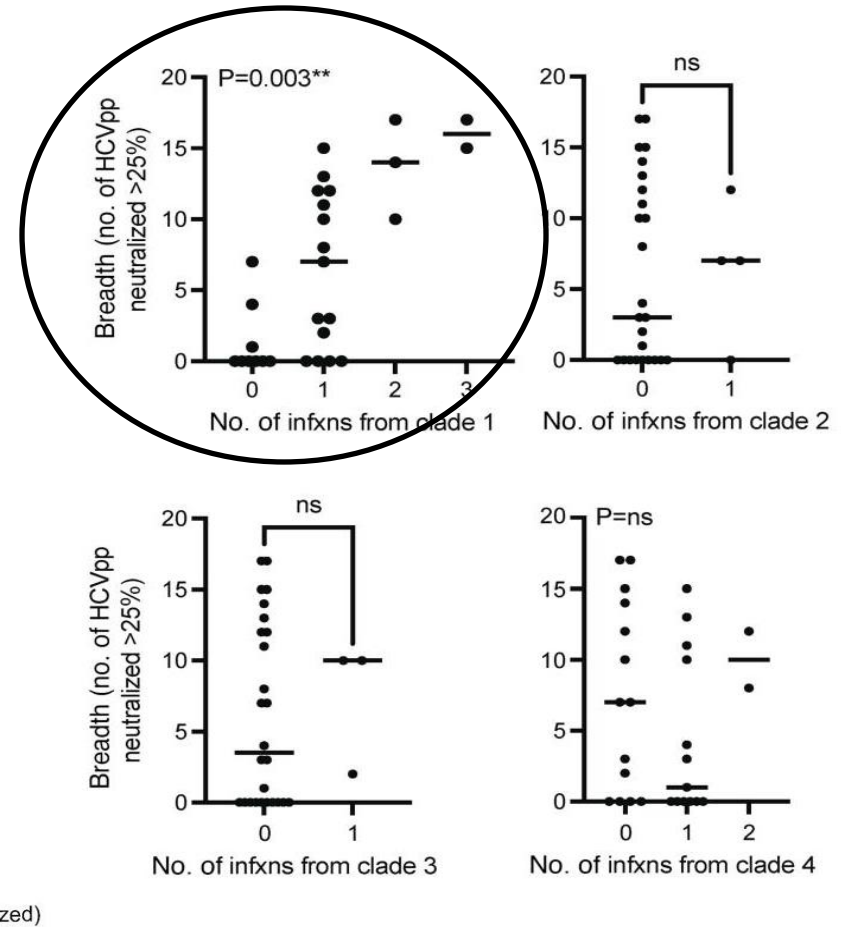 P=0.003**
Breadth (no. of HCVpp
neutralized >25%)
20
15
10
5
0
0 1 2 3
No. of infxns from clade 1
ns
20
15
0
5
0
0 1
No. of infxns from clade 2
ns
Breadth (no. of HCVpp
neutralized >25%)
20
15
10
5
0
0 1
No. of infxns from clade 3
P=ns
20
15
10
5
0
0 1 2
No. of infxns from clade 4
zed)